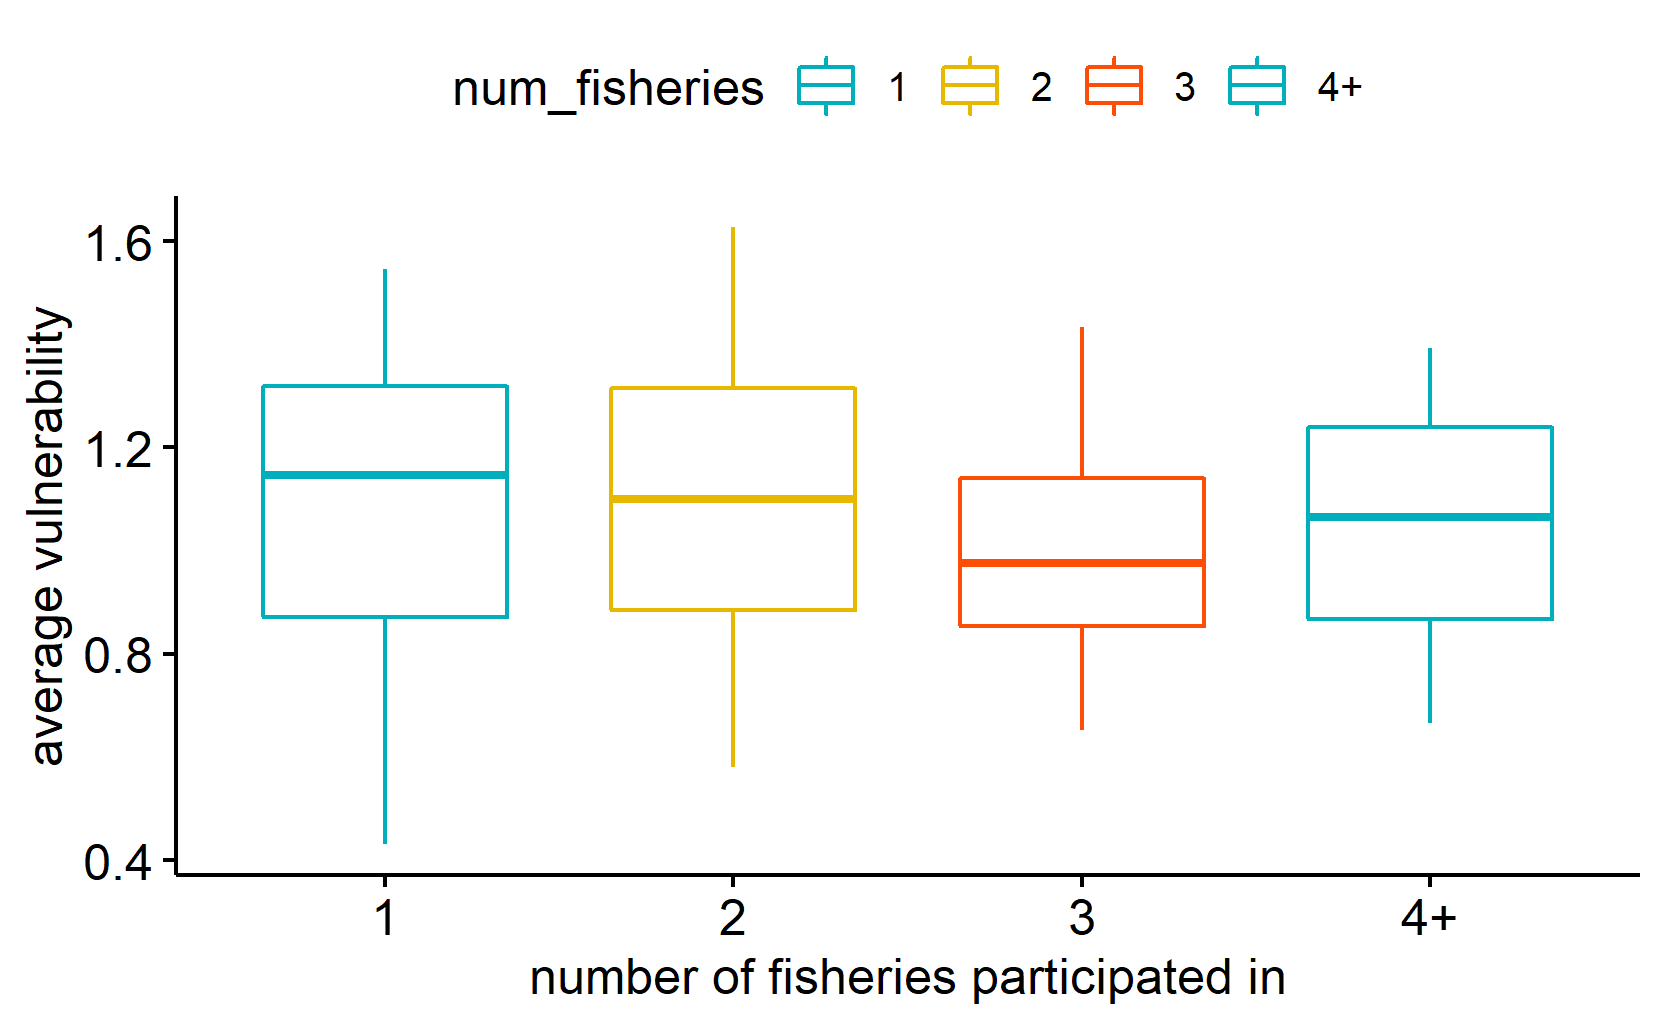 num_fisheries 1 2 3 4+
average vulnerability
1.6
1.2
0.8
0.4
1 2 3 4+
number of fisheries participated in